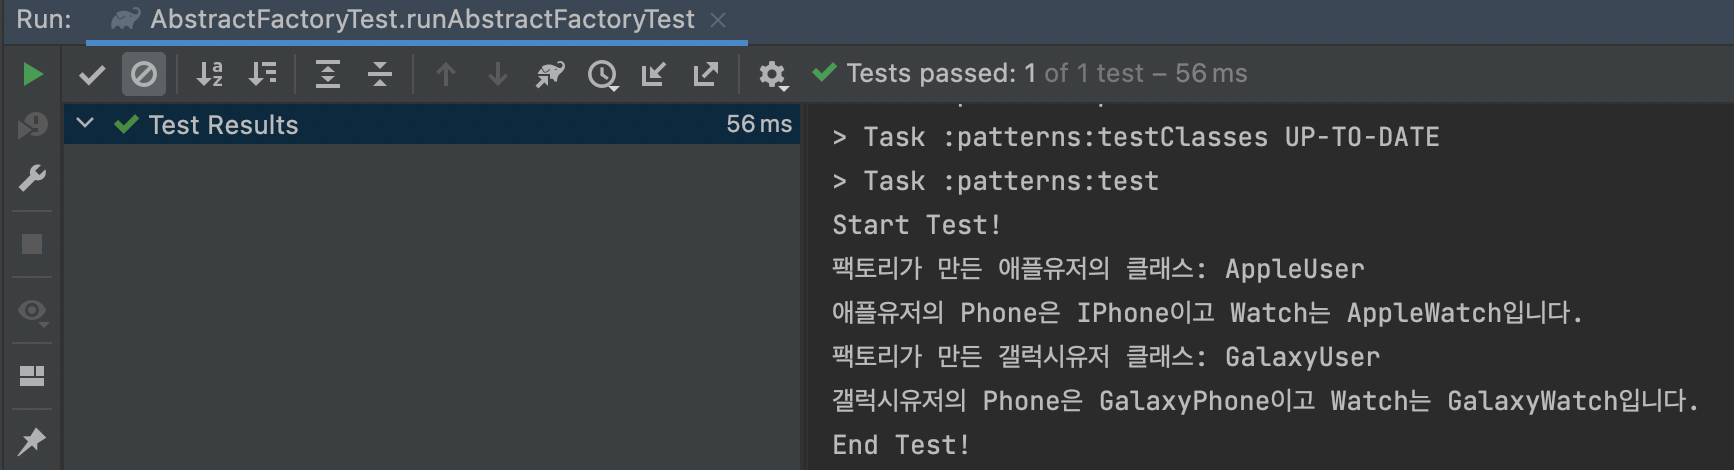 Run: AbstractFactoryTest.runAbstractFactoryTest
Tests passed: 1 of 1 test – 56 ms
Test Results 56 ms
> Task :patterns:testClasses UP-TO-DATE
> Task :patterns:test
Start Test!
팩토리가 만든 애플유저의 클래스: AppleUser
애플유저의 Phone은 IPhone이고 Watch는 AppleWatch입니다.
팩토리가 만든 갤럭시유저 클래스: GalaxyUser
갤럭시유저의 Phone은 GalaxyPhone이고 Watch는 GalaxyWatch입니다.
End Test!